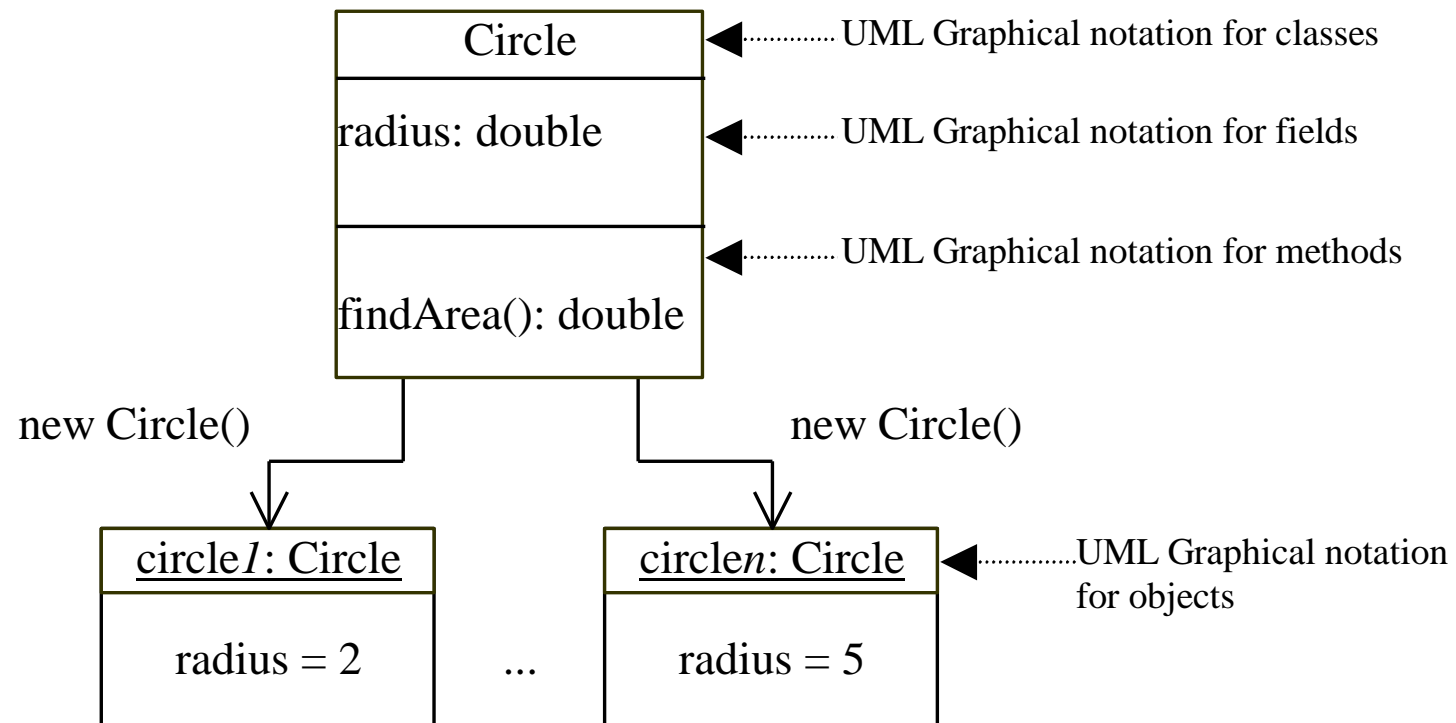 Circle
UML Graphical notation for classes
radius: double
UML Graphical notation for fields
UML Graphical notation for methods
findArea(): double
new Circle()
new Circle()
circle1: Circle
circlen: Circle
UML Graphical notation
for objects
radius = 2
...
radius = 5